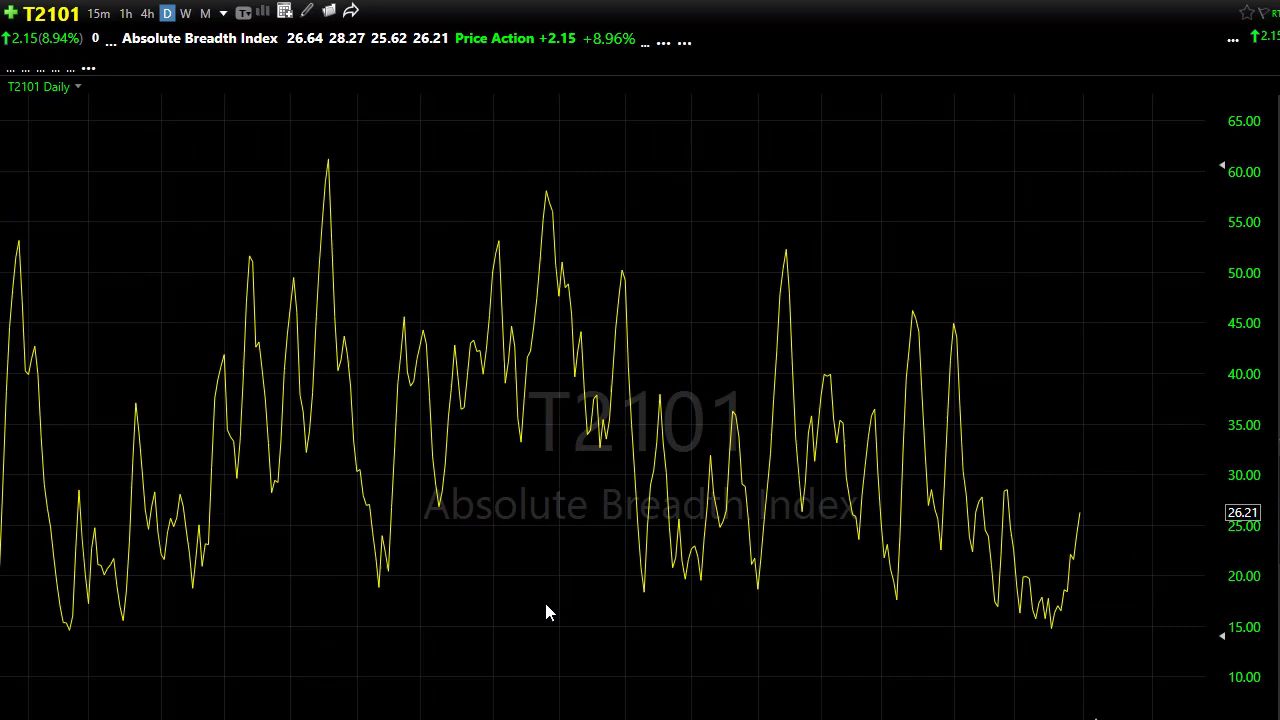 T2101 15m 1h 4h D W M T RT
2.15(8.94%) 0 ... Absolute Breadth Index 26.64 28.27 25.62 26.21 Price Action +2.15 +8.96% ... ... ... ... 2.15
... ... ... ... ... ...
T2101 Daily
65.00
60.00
55.00
50.00
45.00
40.00
T2101
35.00
30.00
Absolute Breadth Index
26.21
25.00
20.00
15.00
10.00